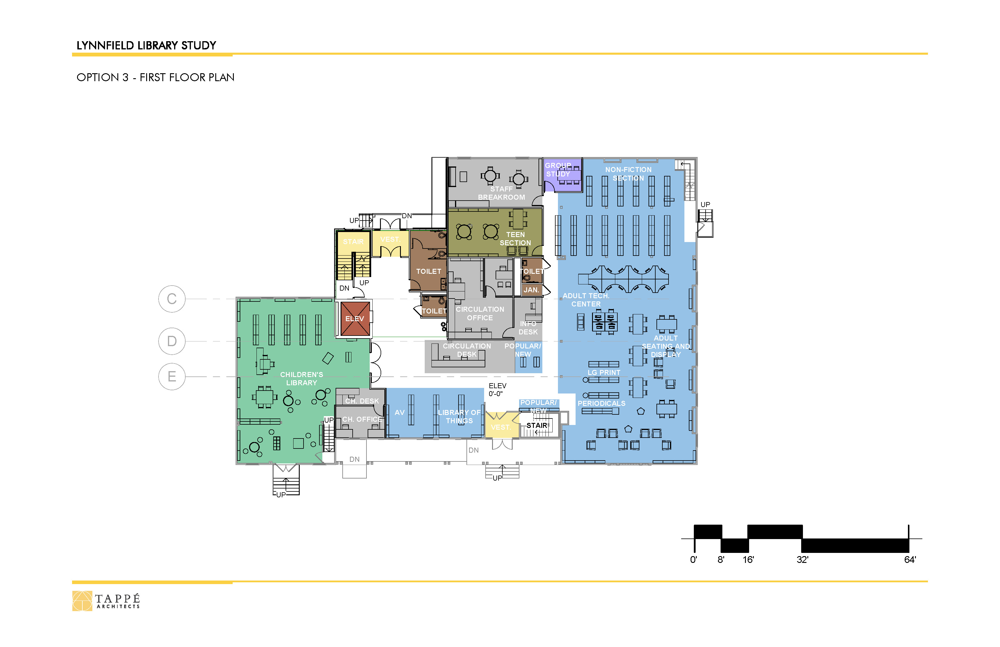 LYNNFIELD LIBRARY STUDY
OPTION 3 - FIRST FLOOR PLAN
GROUP
STUDY
NON-FICTION
SECTION
STAFF
BREAKROOM
UP
UP
DN
STAIR
VEST.
TEEN
SECTION
TOILET
TOILET
UP
DN
JAN.
C
ADULT TECH.
CENTER
TOILET
CIRCULATION
OFFICE
ELEV
INFO
DESK
D
CIRCULATION
DESK
POPULAR/
NEW
ADULT
SEATING AND
DISPLAY
E
CHILDREN'S
LIBRARY
LG PRINT
ELEV
0'-0"
CH. DESK
POPULAR/
NEW
PERIODICALS
AV
LIBRARY OF
THINGS
UP
CH. OFFICE
VEST.
STAIR
DN
DN
UP
UP
0'
8'
16'
32'
64'
TAPPÉ
ARCHITECTS